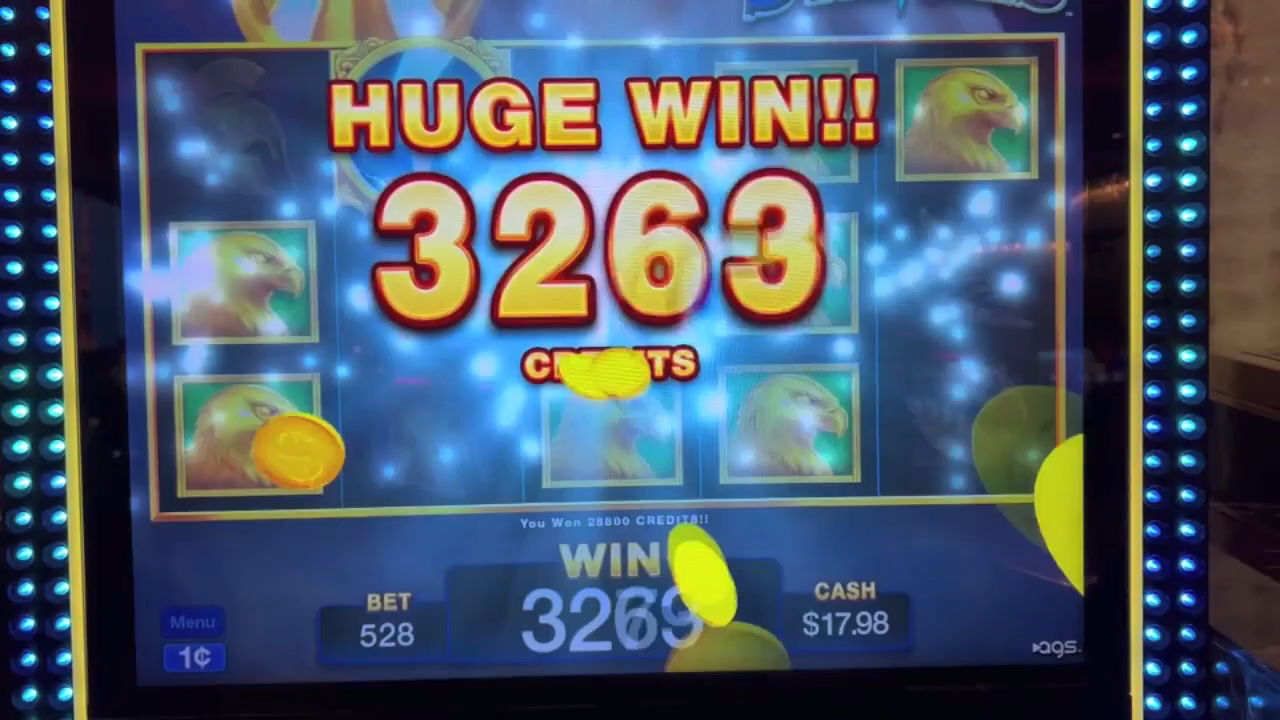 HUGE WIN!!
3263
CREDITS
You Won 28800 CREDITS!!
WIN
BET
528
CASH
$17.98
Menu
1¢
ags